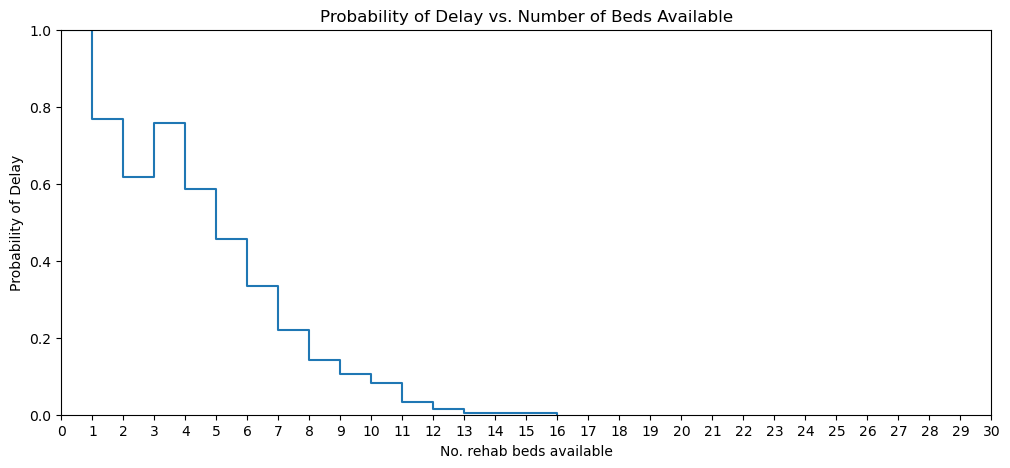 Probability of Delay vs. Number of Beds Available
1.0
0.8
0.6
0.4
0.2
0.0
Probability of Delay
0 1 2 3 4 5 6 7 8 9 10 11 12 13 14 15 16 17 18 19 20 21 22 23 24 25 26 27 28 29 30
No. rehab beds available